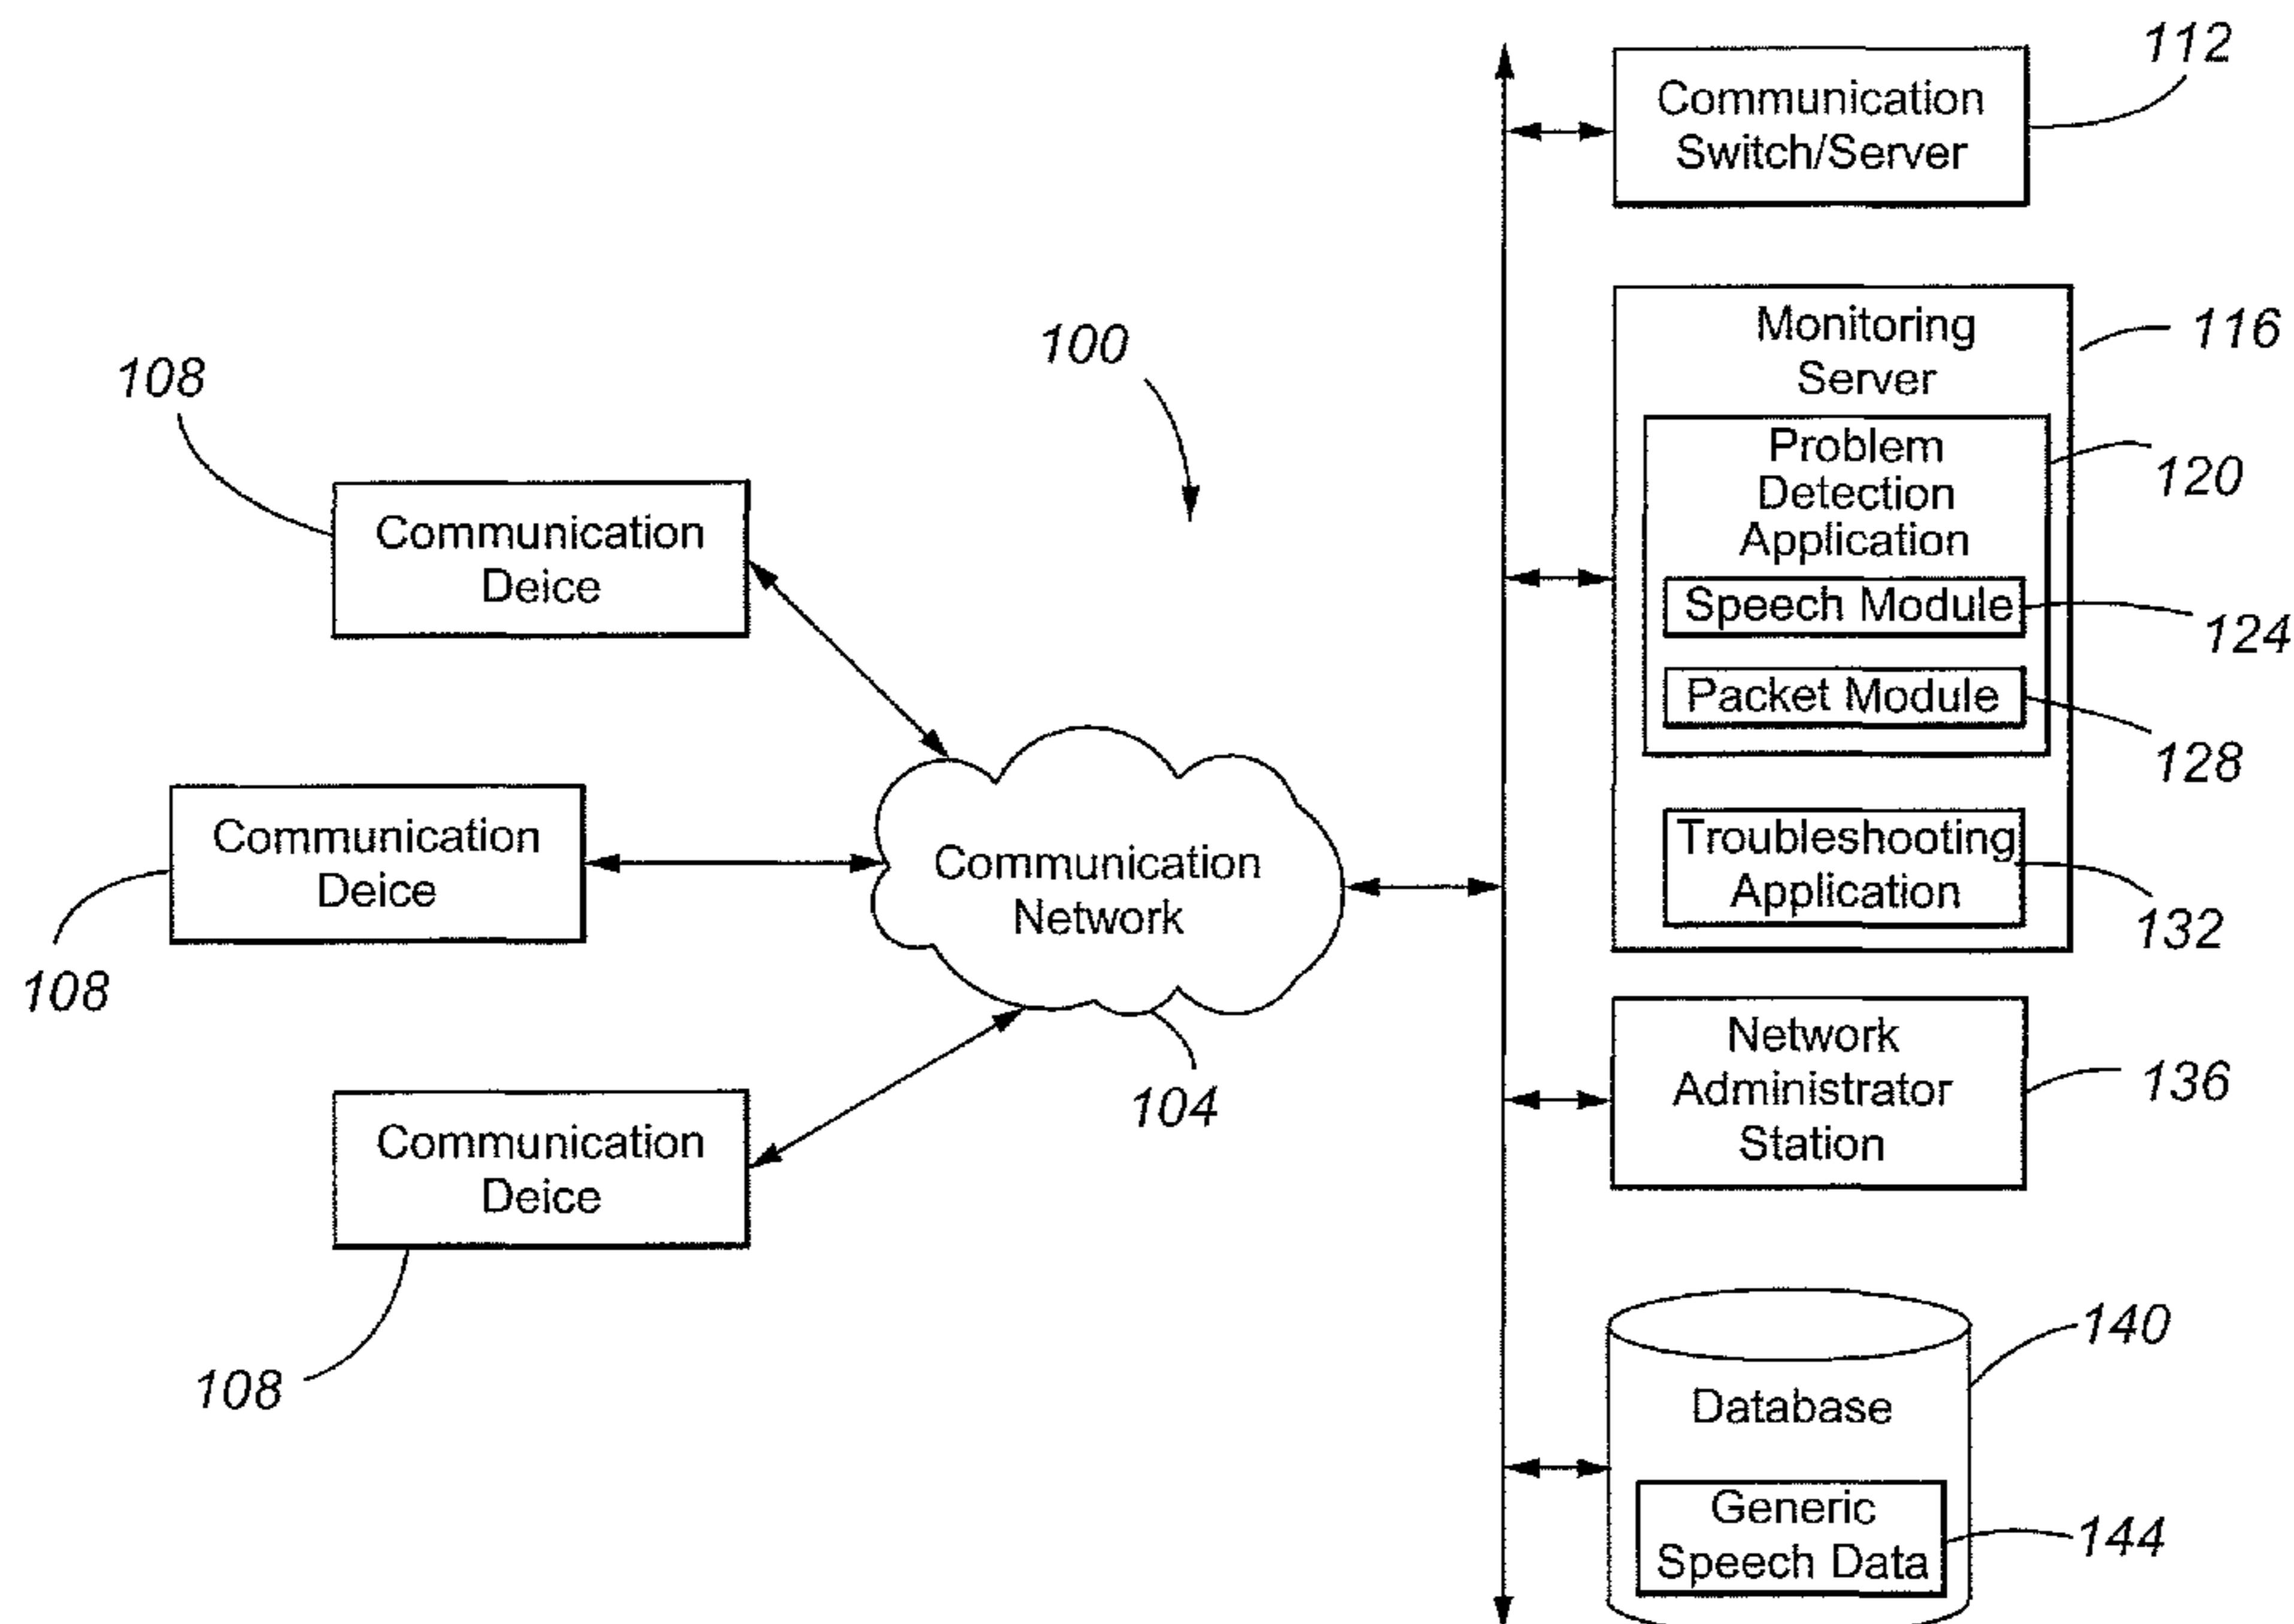 112
Communication
Switch/Server
Monitoring
Server
116
Problem
Detection
Application
120
Speech Module
124
Packet Module
128
Troubleshooting
Application
132
100
108
Communication
Deice
Communication
Deice
108
Communication
Network
104
Communication
Deice
108
Network
Administrator
Station
136
140
Database
Generic
Speech Data
144